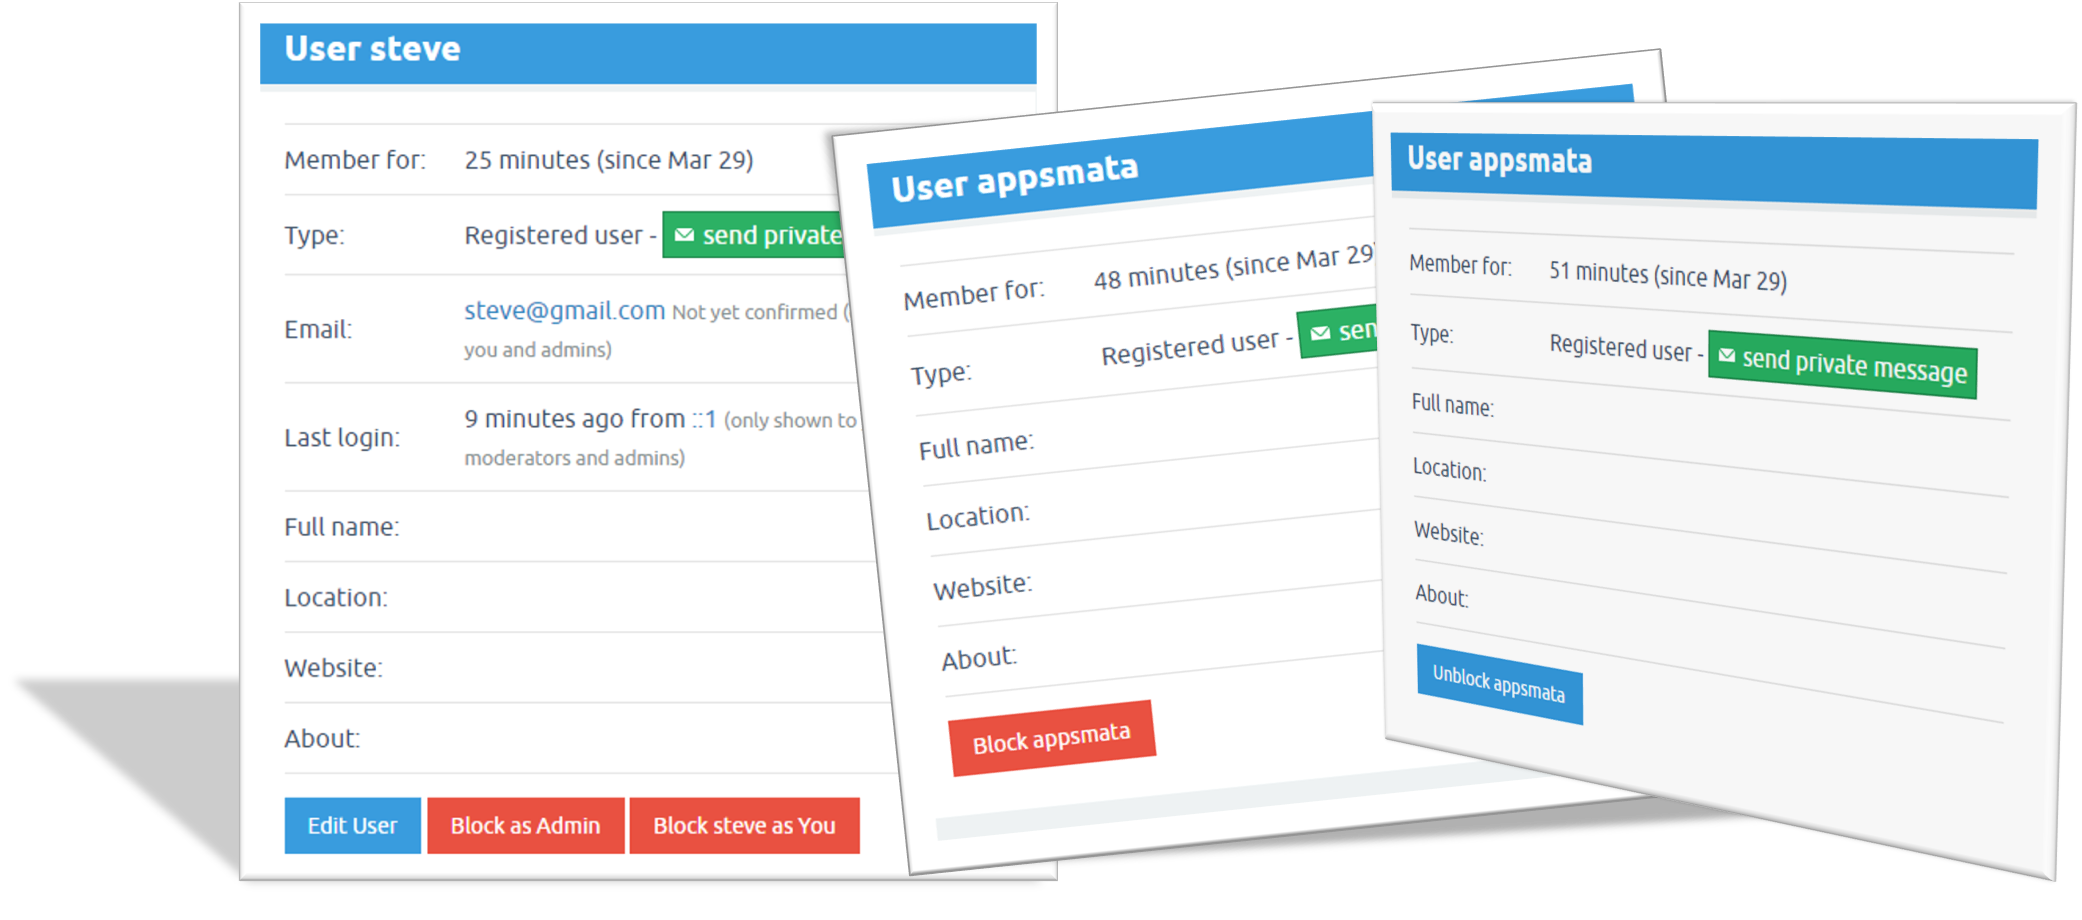 User steve
Member for: 25 minutes (since Mar 29)
Type: Registered user - send private
Email: steve@gmail.com Not yet confirmed (
you and admins)
Last login: 9 minutes ago from ::1 (only shown to
moderators and admins)
Full name:
Location:
Website:
About:
Edit User Block as Admin Block steve as You
User appsmata
Member for: 48 minutes (since Mar 29)
Type: Registered user - sen
Full name:
Location:
Website:
About:
Block appsmata
User appsmata
Member for: 51 minutes (since Mar 29)
Type: Registered user - send private message
Full name:
Location:
Website:
About:
Unblock appsmata